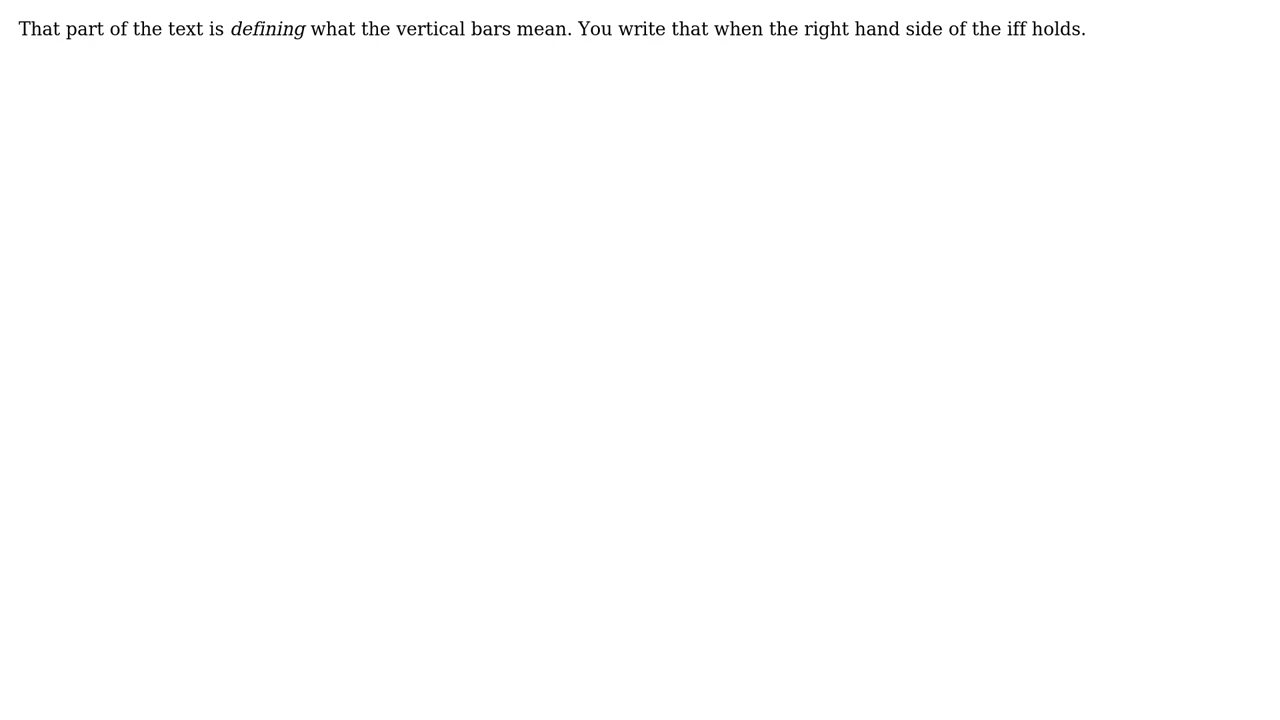 That part of the text is defining what the vertical bars mean. You write that when the right hand side of the iff holds.